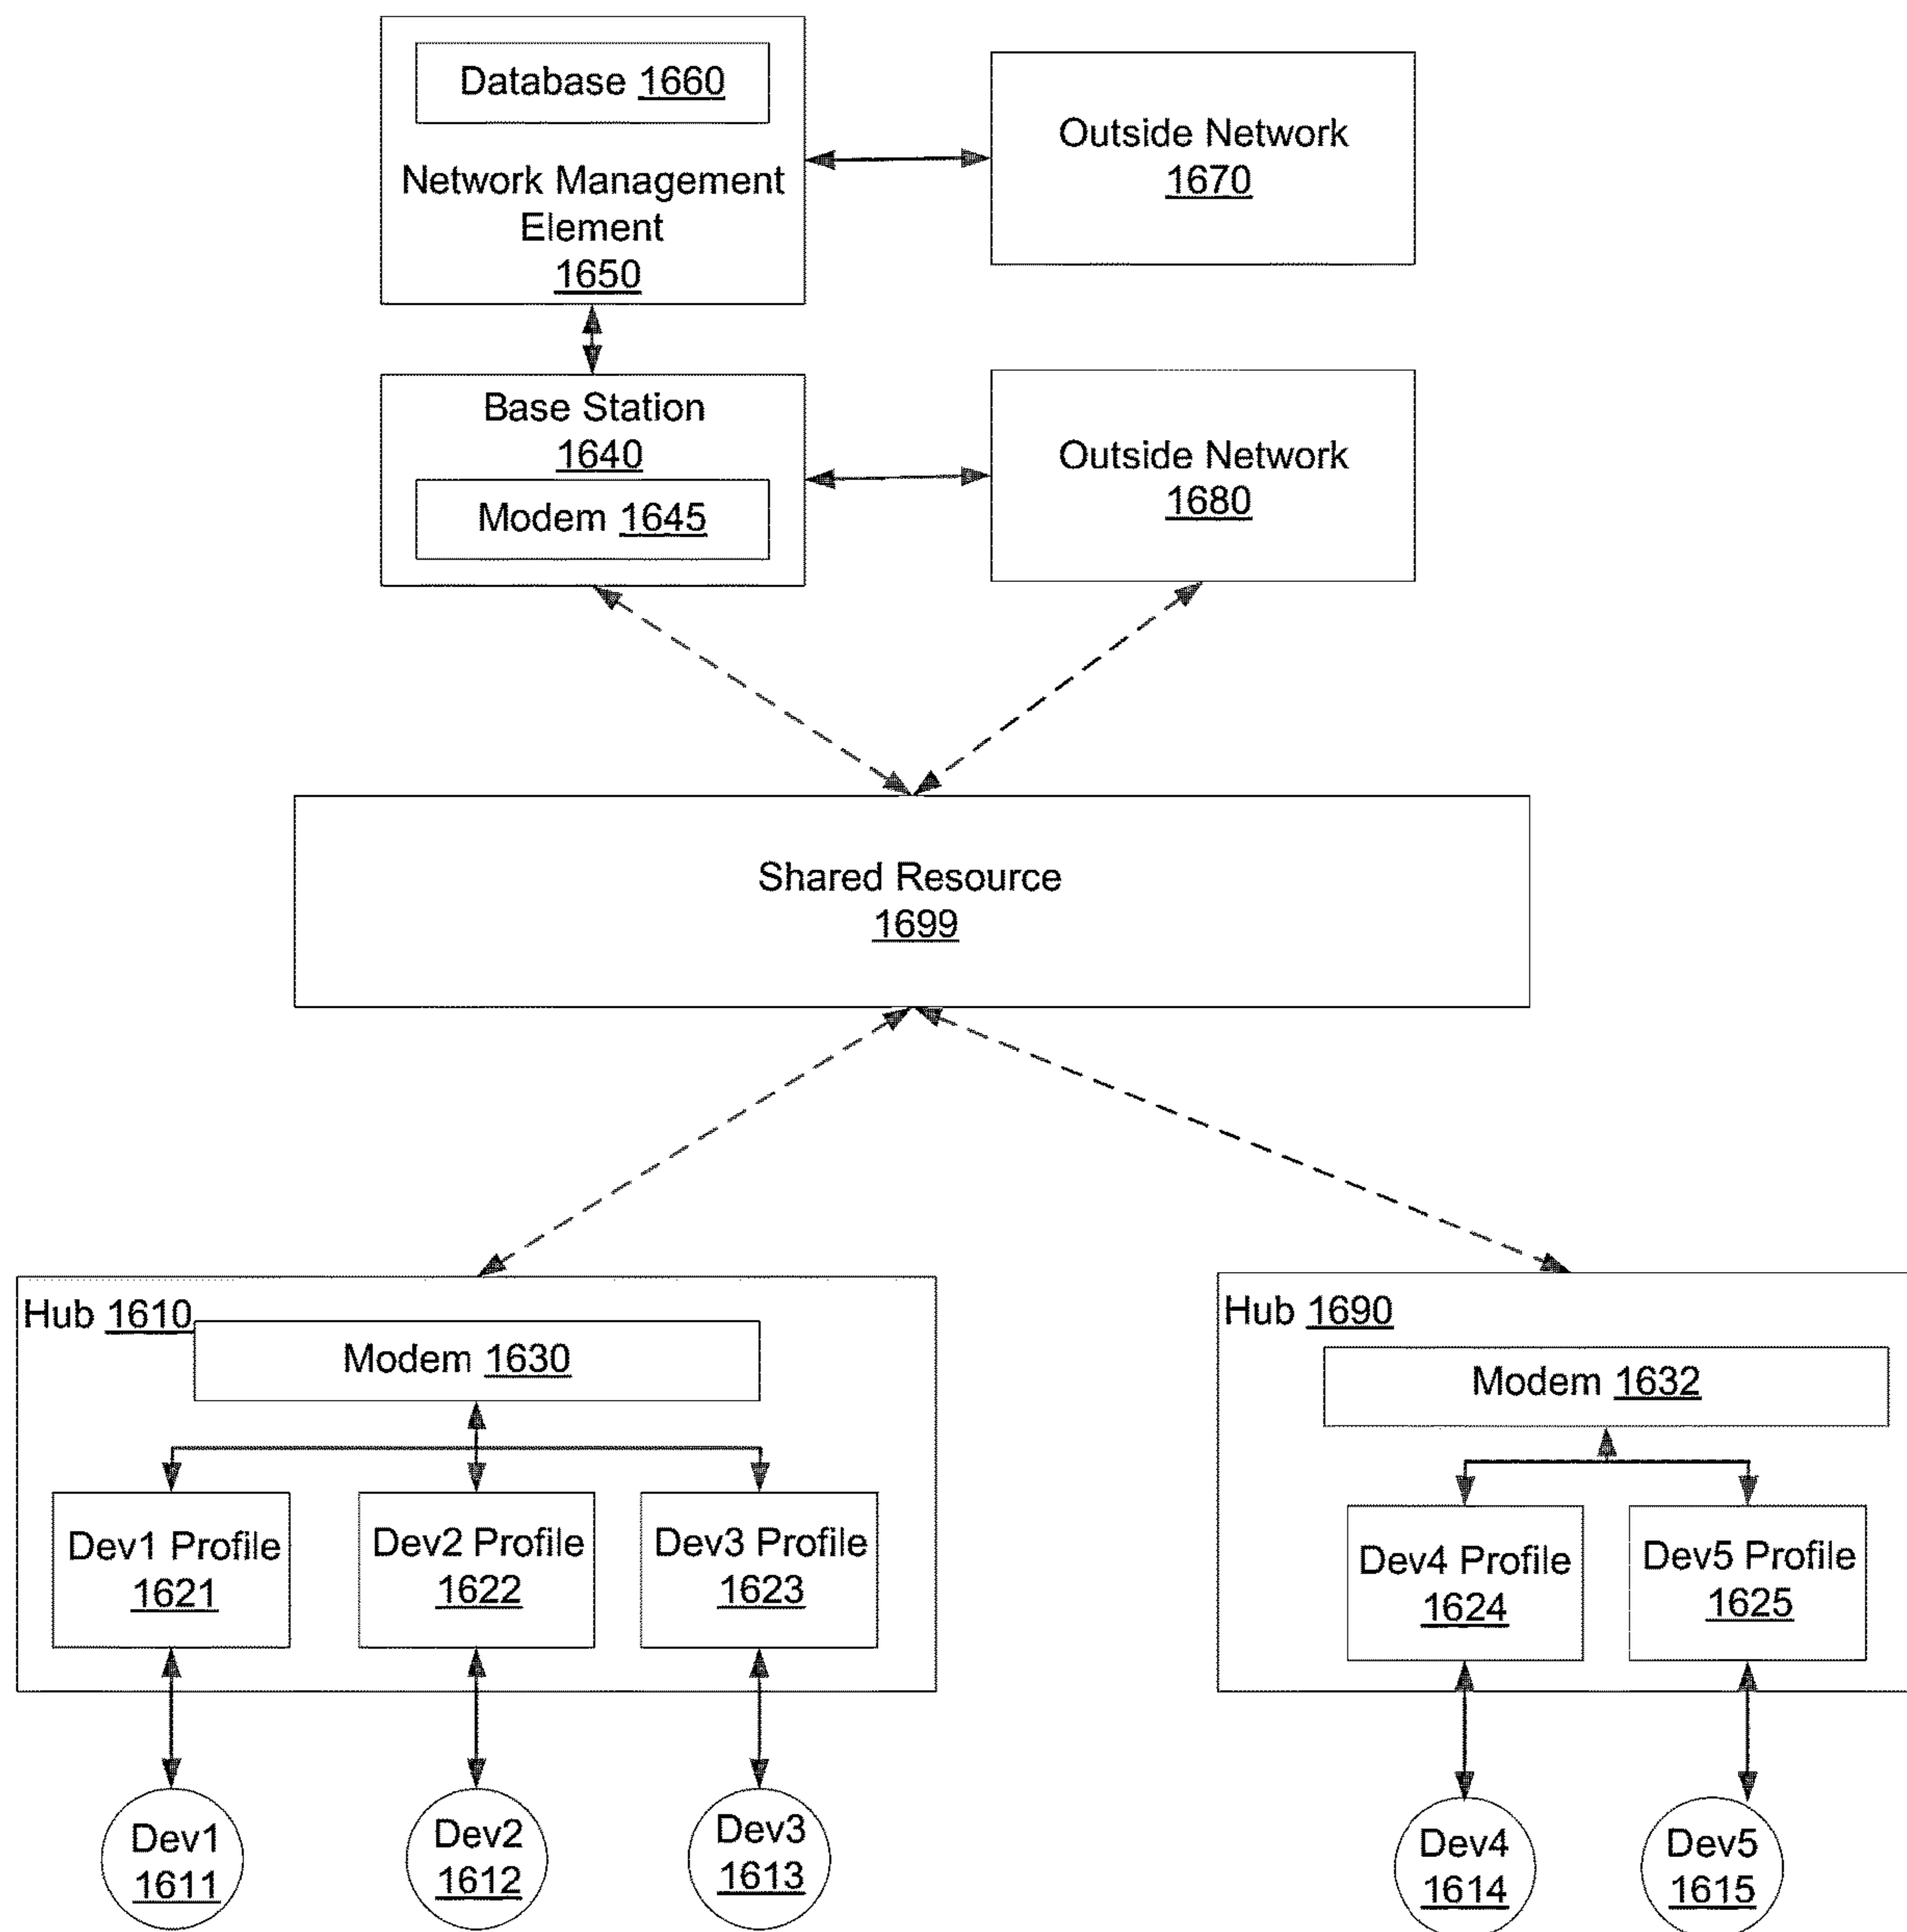 Database 1660
Network Management
Element
1650
Outside Network
1670
Base Station
1640
Modem 1645
Outside Network
1680
Shared Resource
1699
Hub 1610
Modem 1630
Dev1 Profile
1621
Dev2 Profile
1622
Dev3 Profile
1623
Dev1
1611
Dev2
1612
Dev3
1613
Hub 1690
Modem 1632
Dev4 Profile
1624
Dev5 Profile
1625
Dev4
1614
Dev5
1615